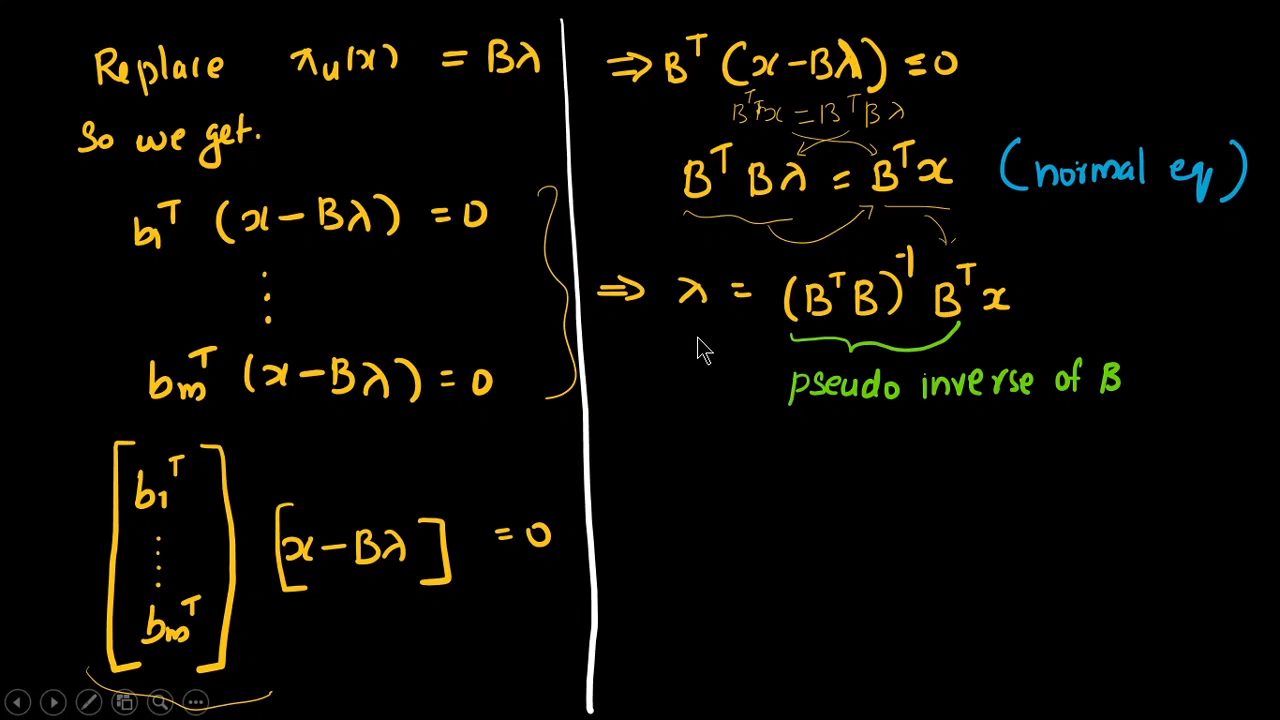 Replace π_u(x) = Bλ
So we get.
b₁ᵀ (x − Bλ) = 0
⋮
bₘᵀ (x − Bλ) = 0
[b₁ᵀ
⋮
bₘᵀ] [x − Bλ] = 0
⇒ Bᵀ (x − Bλ) = 0
Bᵀx = BᵀBλ
BᵀBλ = Bᵀx (normal eq)
⇒ λ = (BᵀB)⁻¹ Bᵀx
pseudo inverse of B